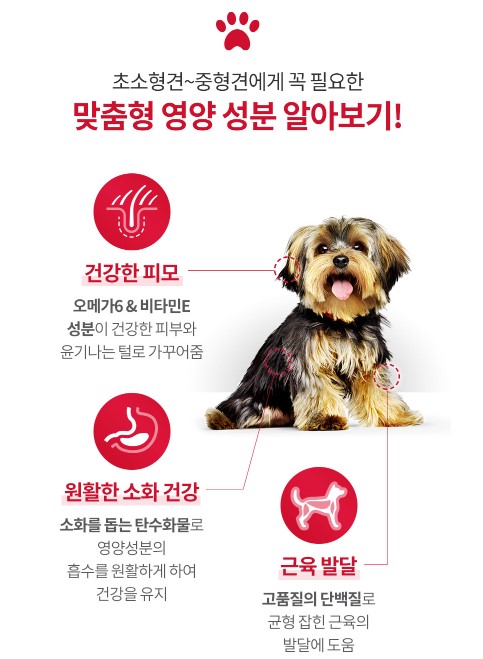 초소형견~중형견에게 꼭 필요한
맞춤형 영양 성분 알아보기!
건강한 피모
오메가6 & 비타민E
성분이 건강한 피부와
윤기나는 털로 가꾸어줌
원활한 소화 건강
소화를 돕는 탄수화물로
영양성분의
흡수를 원활하게 하여
건강을 유지
근육 발달
고품질의 단백질로
균형 잡힌 근육의
발달에 도움